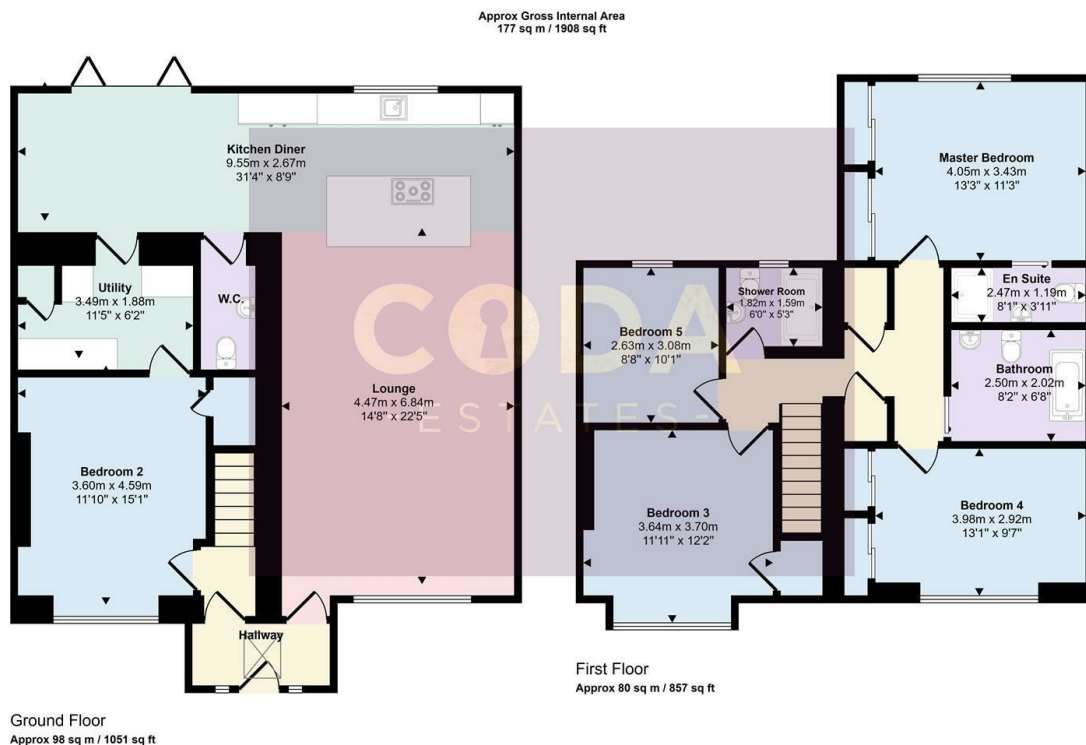 Approx Gross Internal Area
177 sq m / 1908 sq ft
Kitchen Diner
9.55m x 2.67m
31'4" x 8'9"
Utility
3.49m x 1.88m
11'5" x 6'2"
W.C.
Lounge
4.47m x 6.84m
14'8" x 22'5"
Bedroom 2
3.60m x 4.59m
11'10" x 15'1"
Hallway
Ground Floor
Approx 98 sq m / 1051 sq ft
CODA
ESTATES
Master Bedroom
4.05m x 3.43m
13'3" x 11'3"
En Suite
2.47m x 1.19m
8'1" x 3'11"
Shower Room
1.82m x 1.59m
6'0" x 5'3"
Bedroom 5
2.63m x 3.08m
8'8" x 10'1"
Bathroom
2.50m x 2.02m
8'2" x 6'8"
Bedroom 3
3.64m x 3.70m
11'11" x 12'2"
Bedroom 4
3.98m x 2.92m
13'1" x 9'7"
First Floor
Approx 80 sq m / 857 sq ft